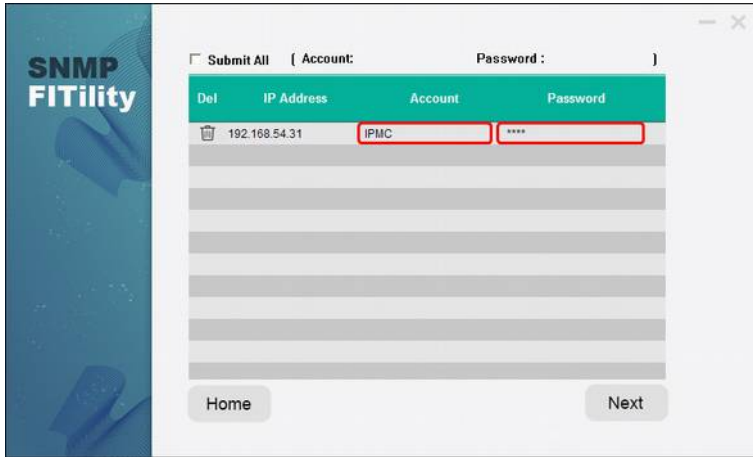 SNMP
FITility
Submit All ( Account: Password : )
Del IP Address Account Password
192.168.54.31 IPMC ****
Home Next